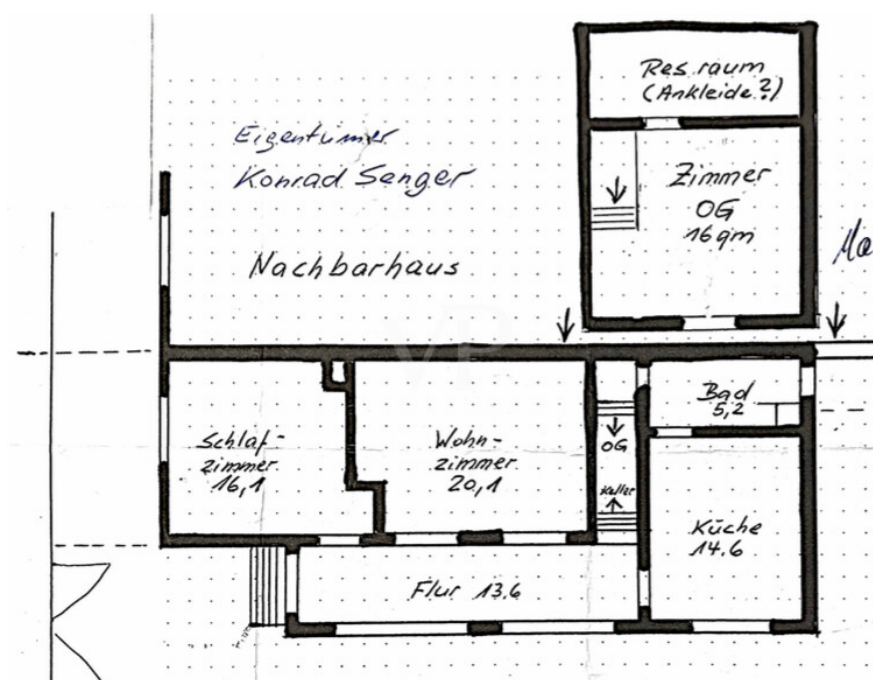 Res.raum
(Ankleide?)
Eigentümer
Konrad Senger
Zimmer
OG
16qm
Nachbarhaus
VP
Bad
5,2
Schlaf-
zimmer
16,1
Wohn-
zimmer
20,1
OG
Keller
Küche
14.6
Flur 13.6